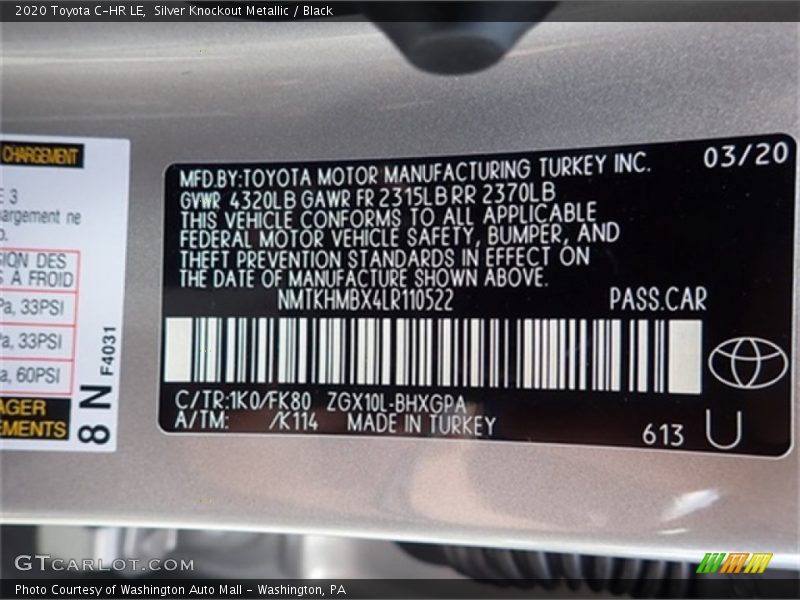 2020 Toyota C-HR LE,  Silver Knockout Metallic / Black
CHARGEMENT
E 3
argement ne
SION DES
S À FROID
Pa, 33PSI
Pa, 33PSI
a, 60PSI
AGER
EMENTS
8 N F4031
03/20
MFD.BY:TOYOTA MOTOR MANUFACTURING TURKEY INC.
GVWR 4320LB GAWR FR 2315LB RR 2370LB
THIS VEHICLE CONFORMS TO ALL APPLICABLE
FEDERAL MOTOR VEHICLE SAFETY, BUMPER, AND
THEFT PREVENTION STANDARDS IN EFFECT ON
THE DATE OF MANUFACTURE SHOWN ABOVE.
NMTKHMBX4LR110522 PASS.CAR
C/TR:1K0/FK80 ZGX10L-BHXGPA
A/TM: /K114 MADE IN TURKEY
613 U
GTCARLOT.COM
Photo Courtesy of Washington Auto Mall - Washington, PA